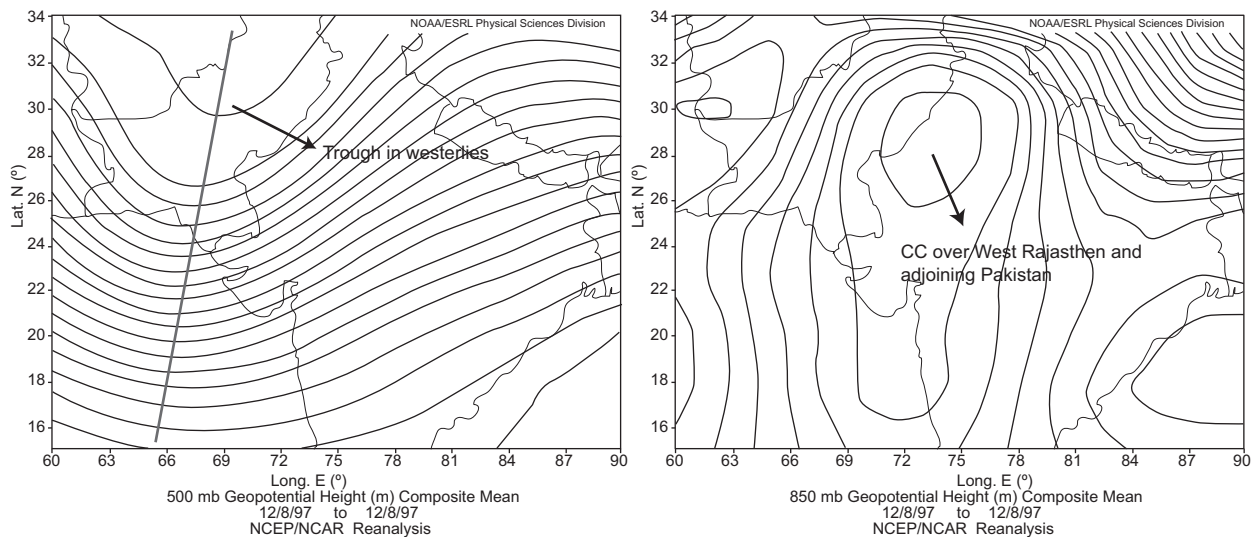 NOAA/ESRL Physical Sciences Division
34
32
30
28
26
24
22
20
18
16
Lat. N (º)
Trough in westerlies
60 63 66 69 72 75 78 81 84 87 90
Long. E (º)
500 mb Geopotential Height (m) Composite Mean
12/8/97 to 12/8/97
NCEP/NCAR Reanalysis
NOAA/ESRL Physical Sciences Division
34
32
30
28
26
24
22
20
18
16
Lat. N (º)
CC over West Rajasthen and
adjoining Pakistan
60 63 66 69 72 75 78 81 84 87 90
Long. E (º)
850 mb Geopotential Height (m) Composite Mean
12/8/97 to 12/8/97
NCEP/NCAR Reanalysis